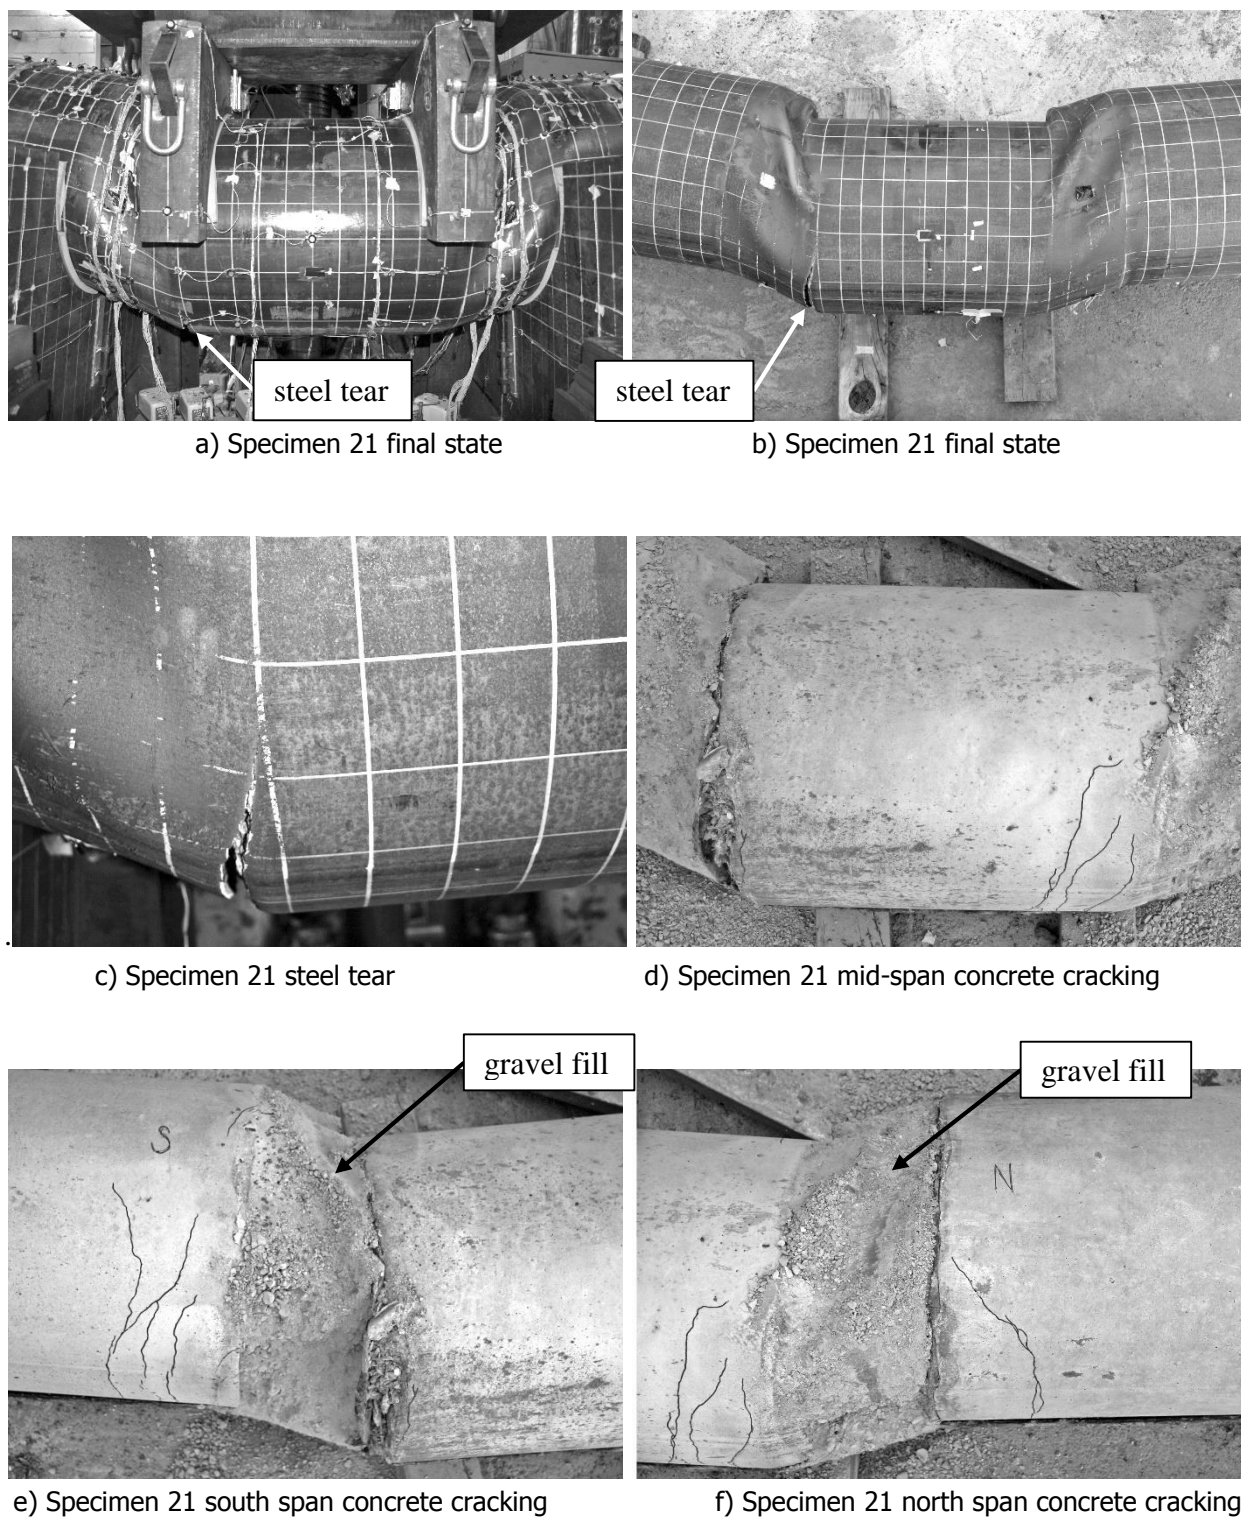 steel tear
steel tear
a) Specimen 21 final state
b) Specimen 21 final state
.
c) Specimen 21 steel tear
d) Specimen 21 mid-span concrete cracking
gravel fill
gravel fill
S
N
e) Specimen 21 south span concrete cracking
f) Specimen 21 north span concrete cracking